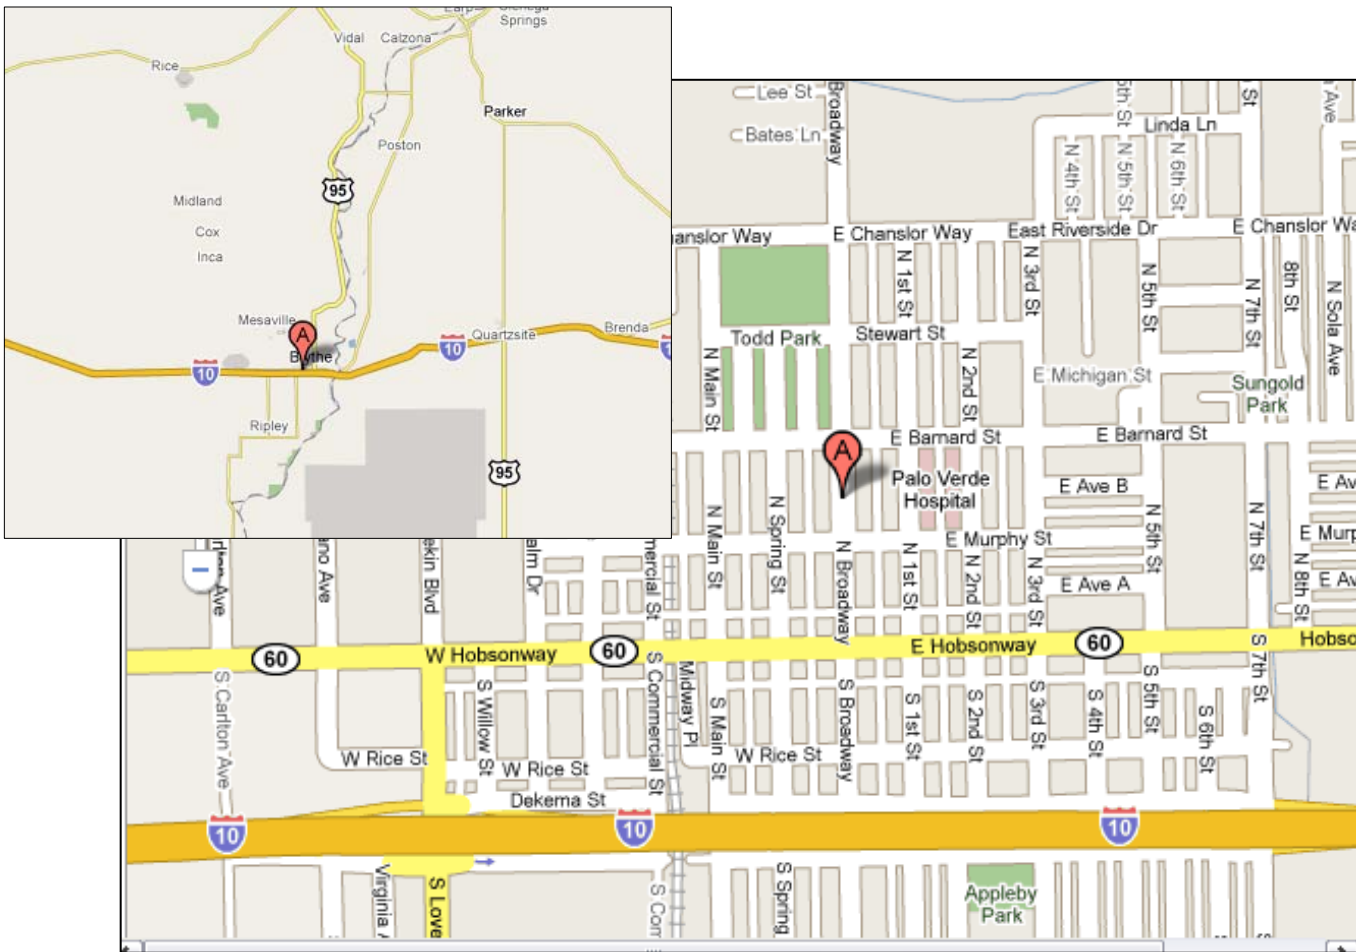 Earp
Cienega
Springs
Vidal
Calzona
Rice
Parker
Poston
95
Midland
Cox
Inca
Mesaville
A
Blythe
Quartzsite
Brenda
10
10
Ripley
95
Lee St
Broadway
Bates Ln
Linda Ln
N 4th St
N 5th St
N 6th St
E Chanslor Way
East Riverside Dr
N 1st St
N 3rd St
N 5th St
N 7th St
8th St
N Sola Ave
Todd Park
Stewart St
N Main St
N 2nd St
E Michigan St
Sungold
Park
E Barnard St
E Barnard St
A
Palo Verde
Hospital
E Ave B
N Main St
N Spring St
E Murphy St
N 5th St
N 7th St
N Broadway
N 1st St
N 2nd St
N 3rd St
E Ave A
N 8th St
60
W Hobsonway
60
E Hobsonway
60
S 7th St
S Carlton Ave
S Willow St
S Commercial St
Midway Pl
S Main St
S Broadway
S 1st St
S 2nd St
S 3rd St
S 4th St
S 5th St
S 6th St
W Rice St
W Rice St
W Rice St
Dekema St
10
10
10
S Spring
Appleby
Park